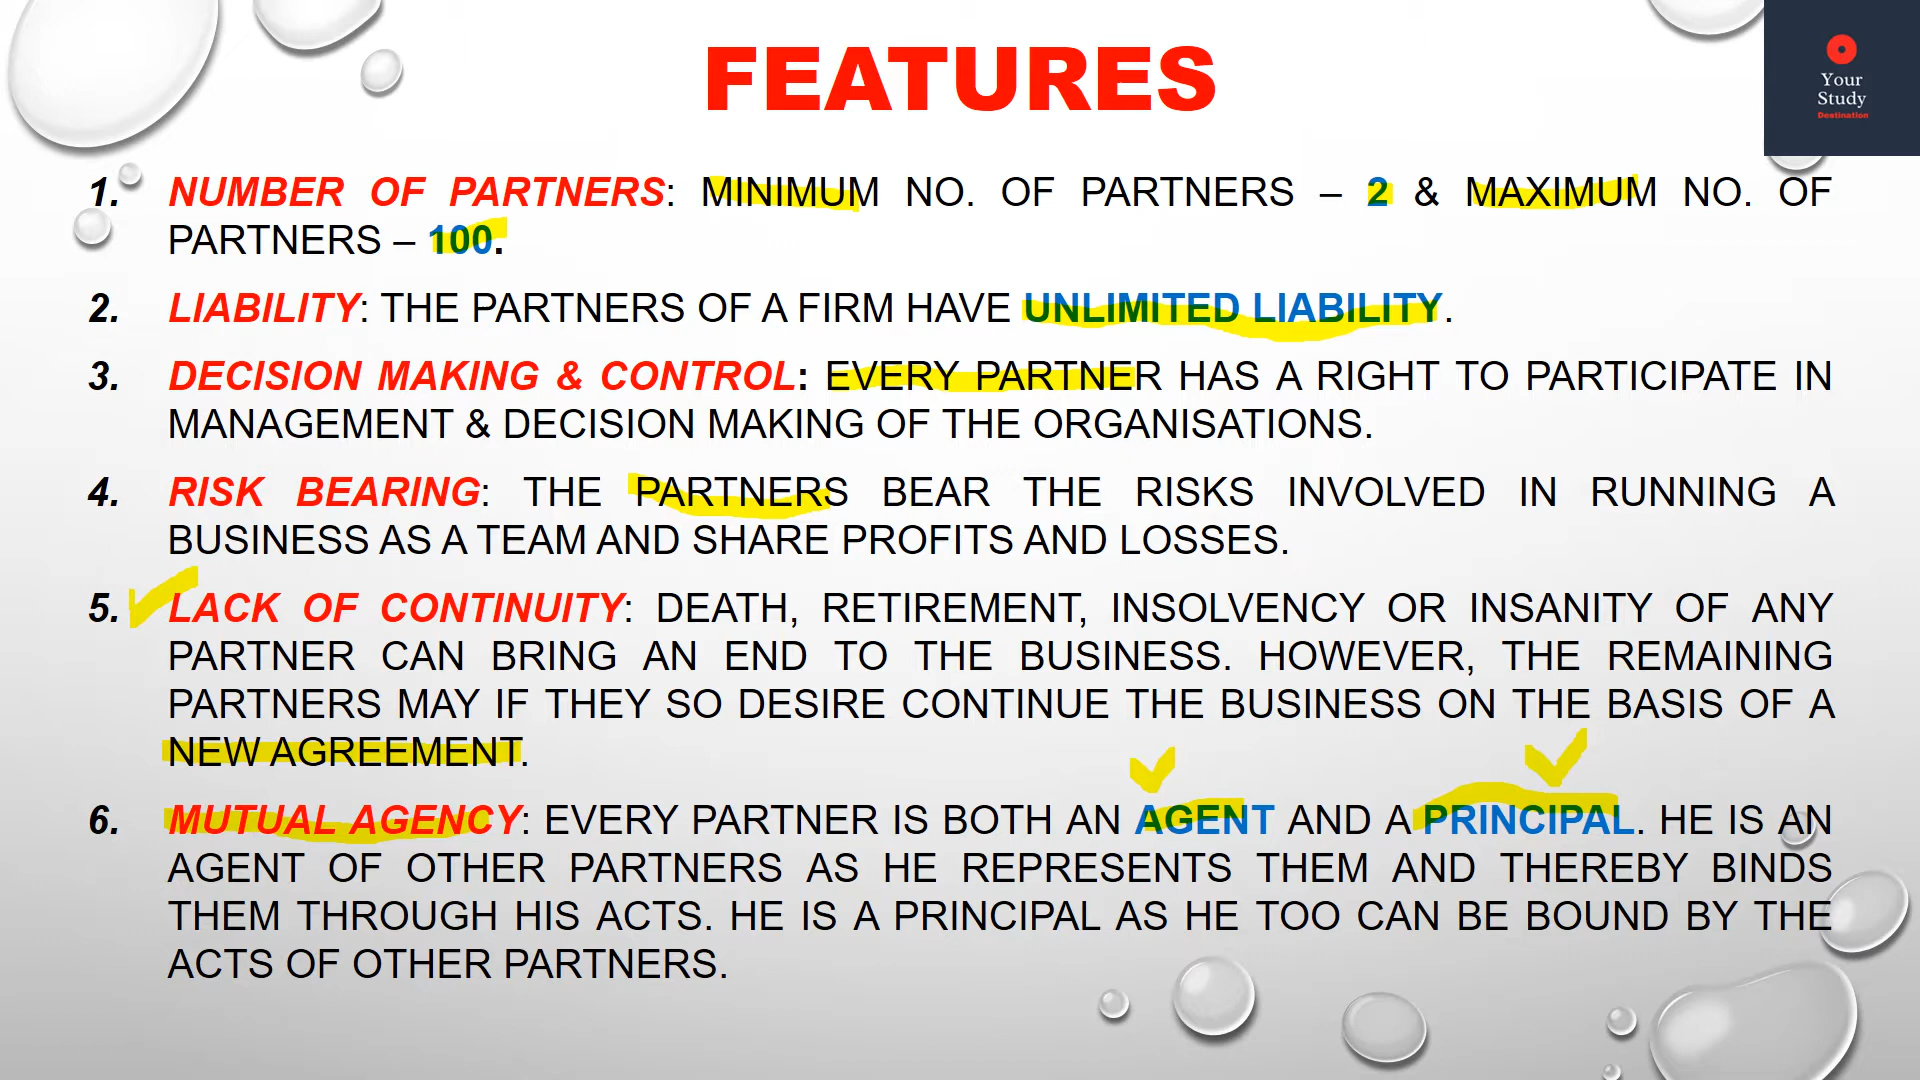 FEATURES
Your
Study
Destination
1. NUMBER OF PARTNERS: MINIMUM NO. OF PARTNERS – 2 & MAXIMUM NO. OF
PARTNERS – 100.
2. LIABILITY: THE PARTNERS OF A FIRM HAVE UNLIMITED LIABILITY.
3. DECISION MAKING & CONTROL: EVERY PARTNER HAS A RIGHT TO PARTICIPATE IN
MANAGEMENT & DECISION MAKING OF THE ORGANISATIONS.
4. RISK BEARING: THE PARTNERS BEAR THE RISKS INVOLVED IN RUNNING A
BUSINESS AS A TEAM AND SHARE PROFITS AND LOSSES.
5. LACK OF CONTINUITY: DEATH, RETIREMENT, INSOLVENCY OR INSANITY OF ANY
PARTNER CAN BRING AN END TO THE BUSINESS. HOWEVER, THE REMAINING
PARTNERS MAY IF THEY SO DESIRE CONTINUE THE BUSINESS ON THE BASIS OF A
NEW AGREEMENT.
6. MUTUAL AGENCY: EVERY PARTNER IS BOTH AN AGENT AND A PRINCIPAL. HE IS AN
AGENT OF OTHER PARTNERS AS HE REPRESENTS THEM AND THEREBY BINDS
THEM THROUGH HIS ACTS. HE IS A PRINCIPAL AS HE TOO CAN BE BOUND BY THE
ACTS OF OTHER PARTNERS.